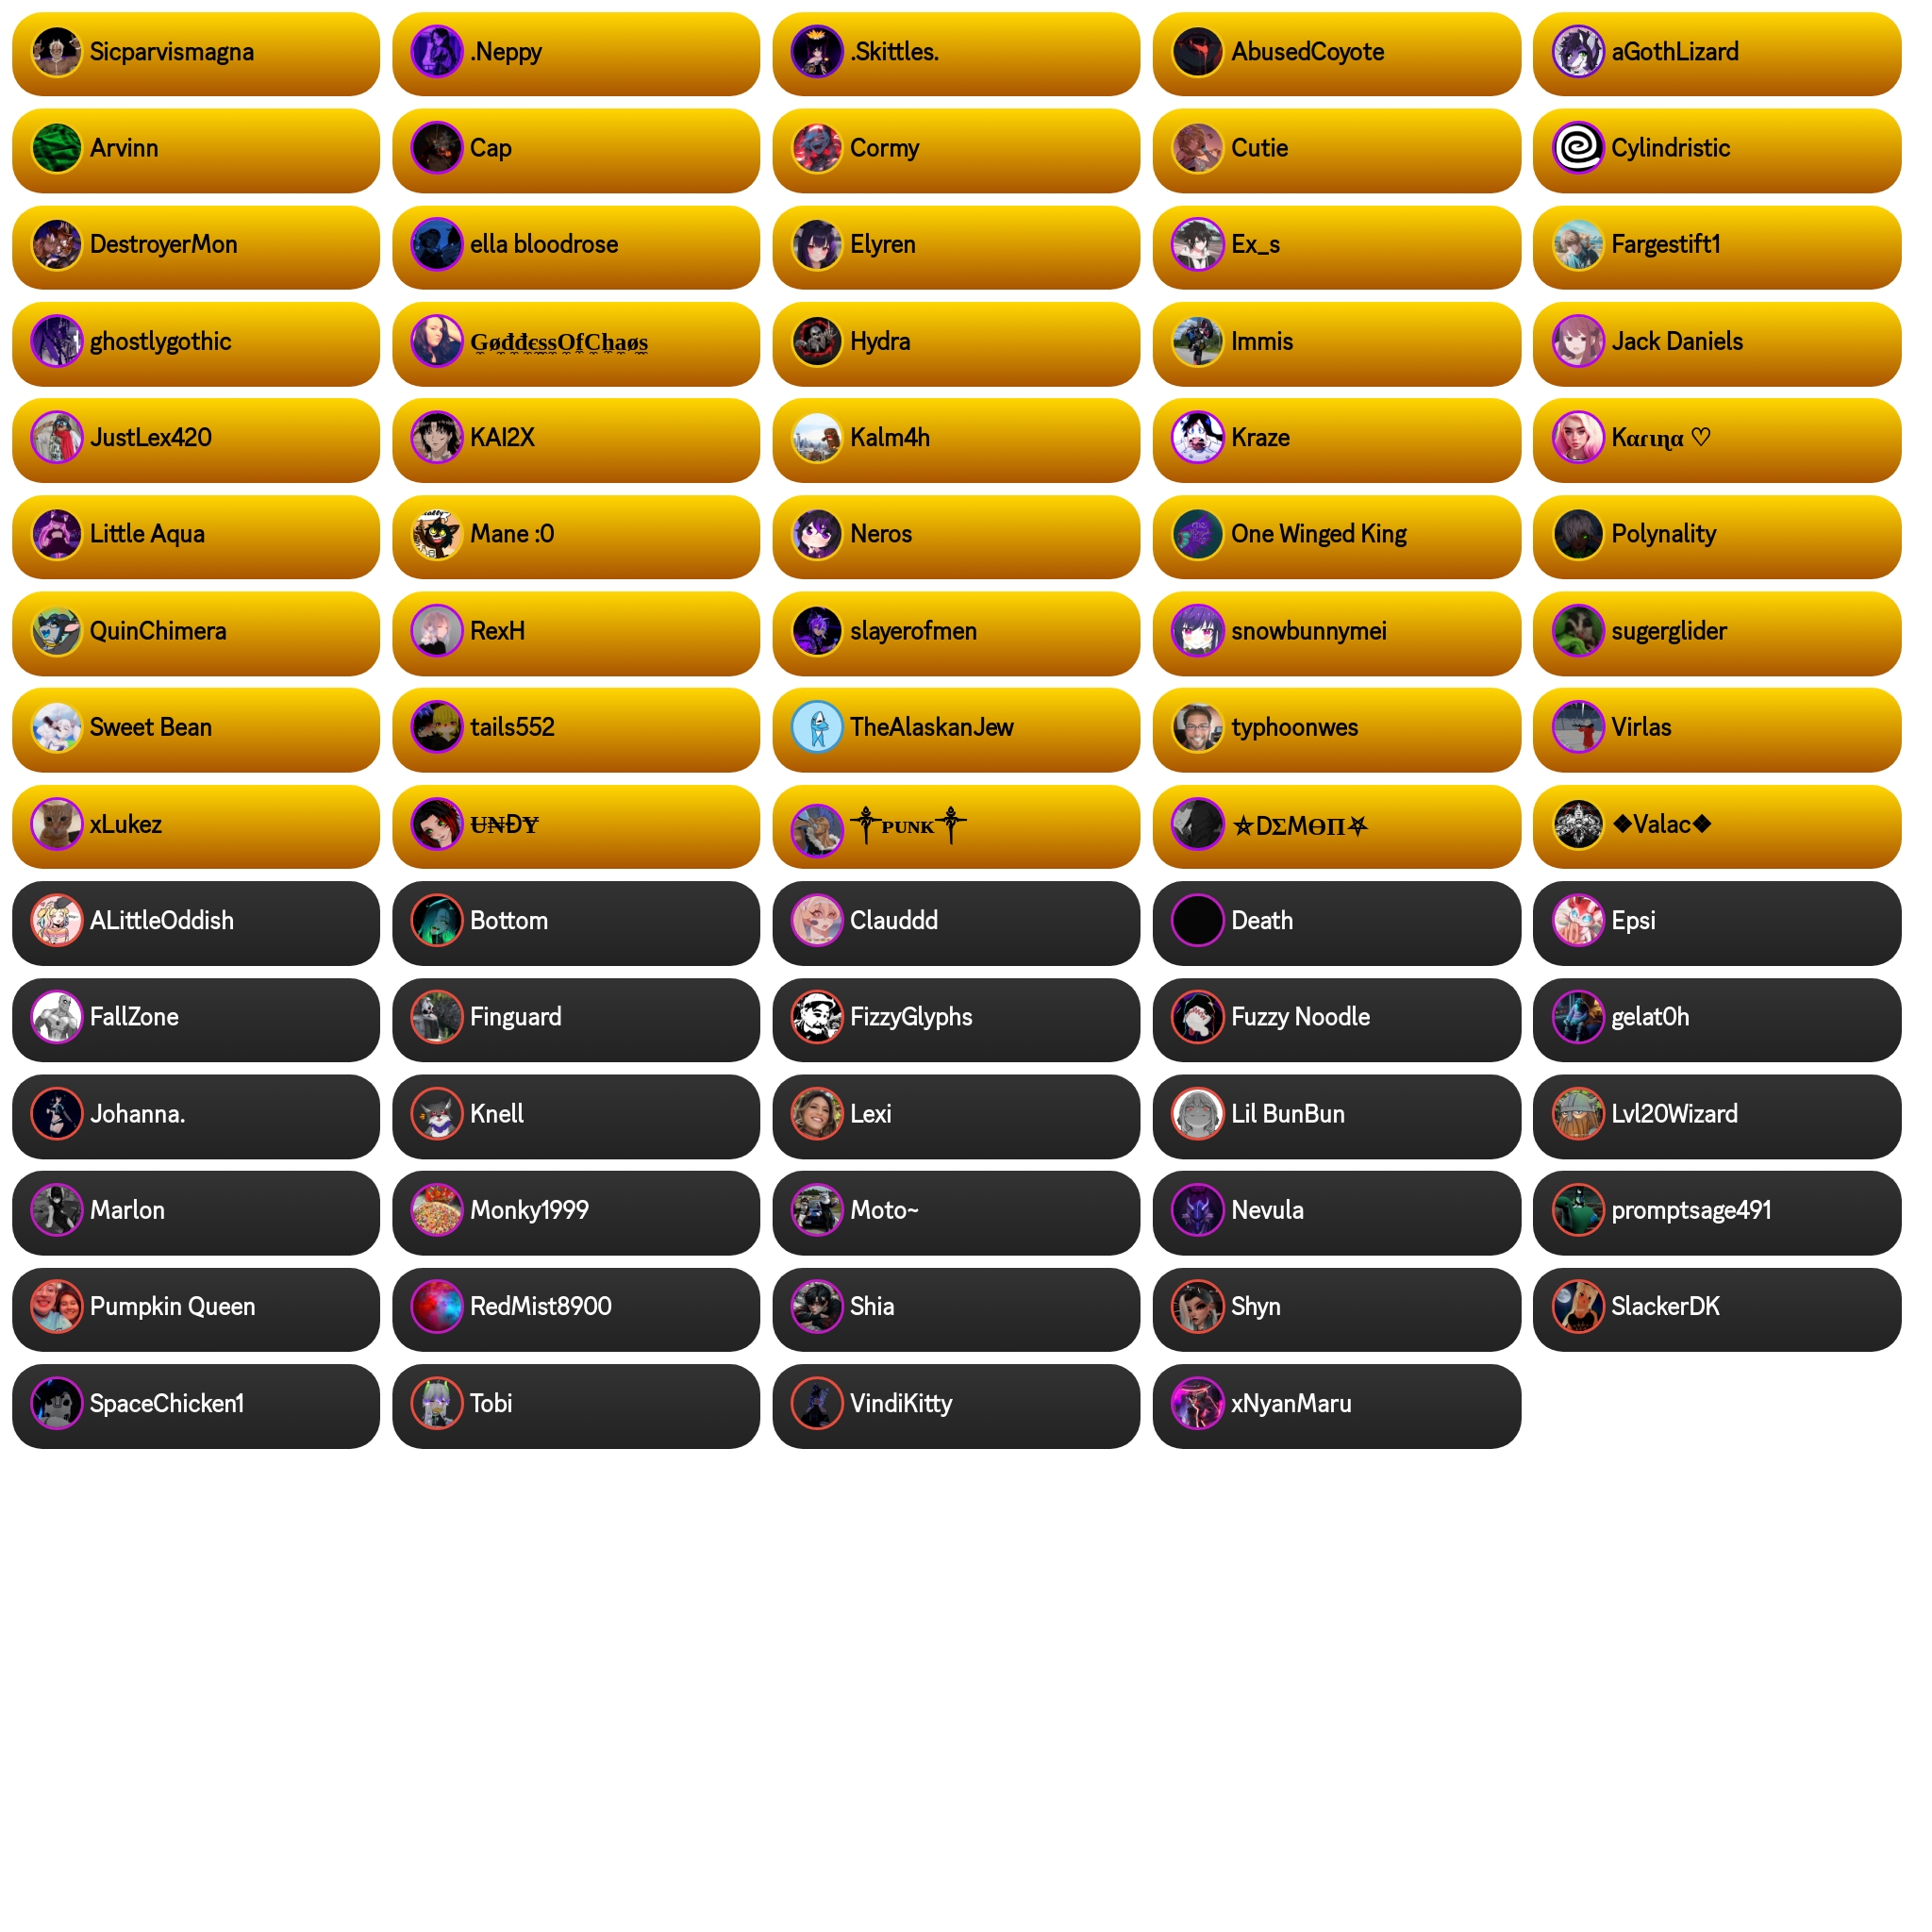 Sicparvismagna
.Neppy
.Skittles.
AbusedCoyote
aGothLizard
Arvinn
Cap
Cormy
Cutie
Cylindristic
DestroyerMon
ella bloodrose
Elyren
Ex_s
Fargestift1
ghostlygothic
G̫øđđєssOfChaøs
Hydra
Immis
Jack Daniels
JustLex420
KAI2X
Kalm4h
Kraze
Kαɾιɳα ♡
Little Aqua
Mane :0
Neros
One Winged King
Polynality
QuinChimera
RexH
slayerofmen
snowbunnymei
sugerglider
Sweet Bean
tails552
TheAlaskanJew
typhoonwes
Virlas
xLukez
U̶N̶ĐY̶
༒ᴘᴜɴᴋ༒
⛤DΣMӨП⛧
❖Valac❖
ALittleOddish
Bottom
Clauddd
Death
Epsi
FallZone
Finguard
FizzyGlyphs
Fuzzy Noodle
gelat0h
Johanna.
Knell
Lexi
Lil BunBun
Lvl20Wizard
Marlon
Monky1999
Moto~
Nevula
promptsage491
Pumpkin Queen
RedMist8900
Shia
Shyn
SlackerDK
SpaceChicken1
Tobi
VindiKitty
xNyanMaru